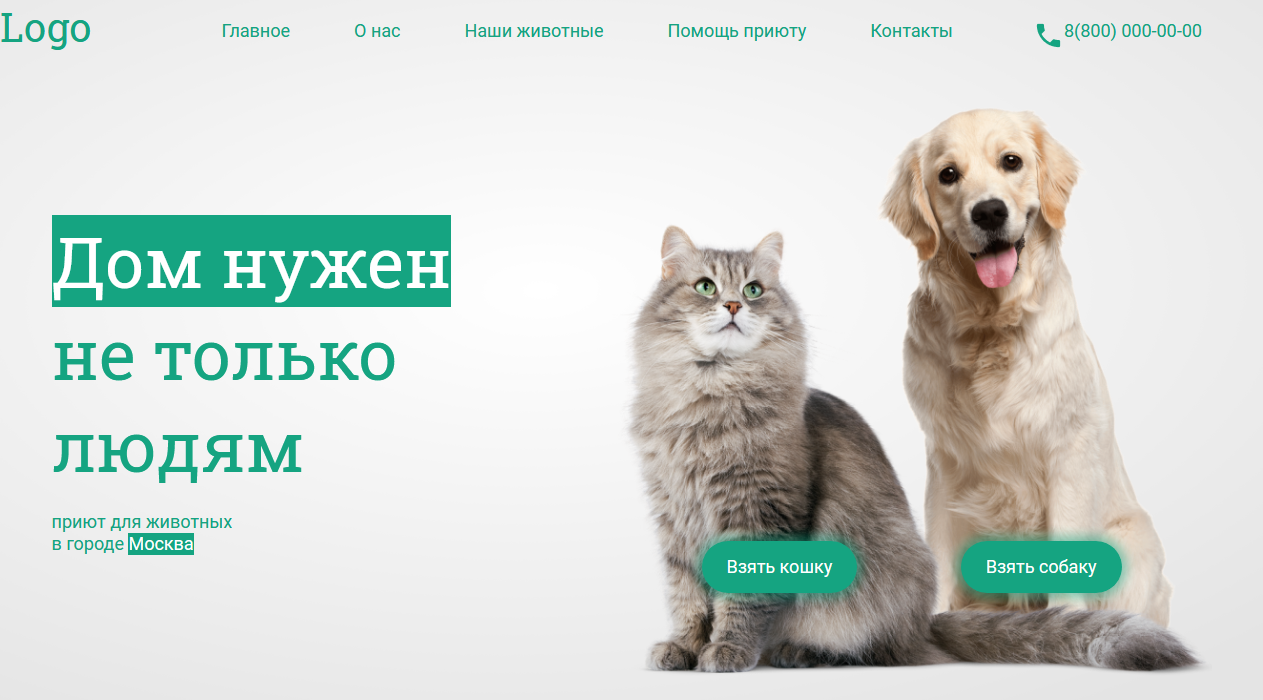 Logo
Главное
О нас
Наши животные
Помощь приюту
Контакты
8(800) 000-00-00
Дом нужен
не только
людям
приют для животных
в городе Москва
Взять кошку
Взять собаку